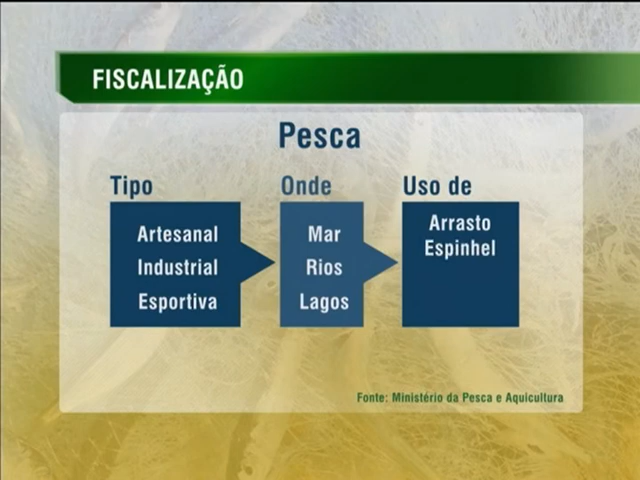 FISCALIZAÇÃO
Pesca
Tipo
Artesanal
Industrial
Esportiva
Onde
Mar
Rios
Lagos
Uso de
Arrasto
Espinhel
Fonte: Ministério da Pesca e Aquicultura